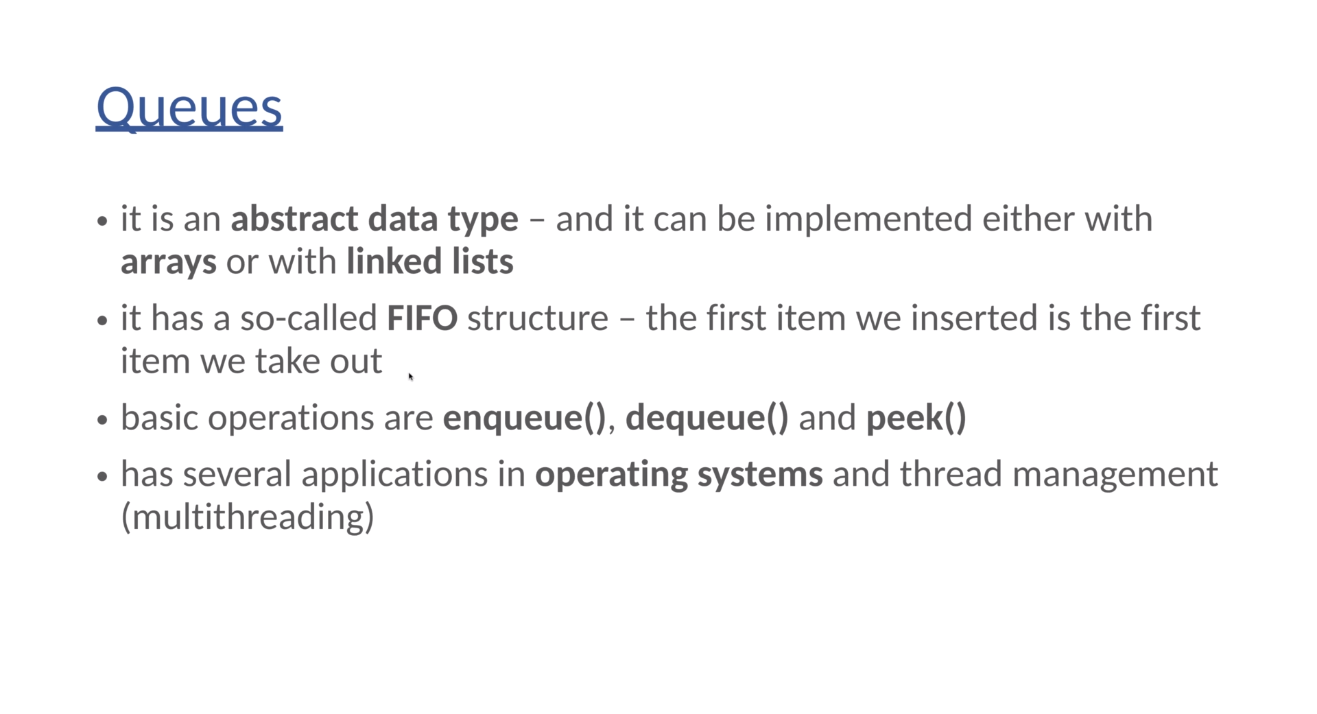 Queues
• it is an abstract data type – and it can be implemented either with
arrays or with linked lists
• it has a so-called FIFO structure – the first item we inserted is the first
item we take out
• basic operations are enqueue(), dequeue() and peek()
• has several applications in operating systems and thread management
(multithreading)